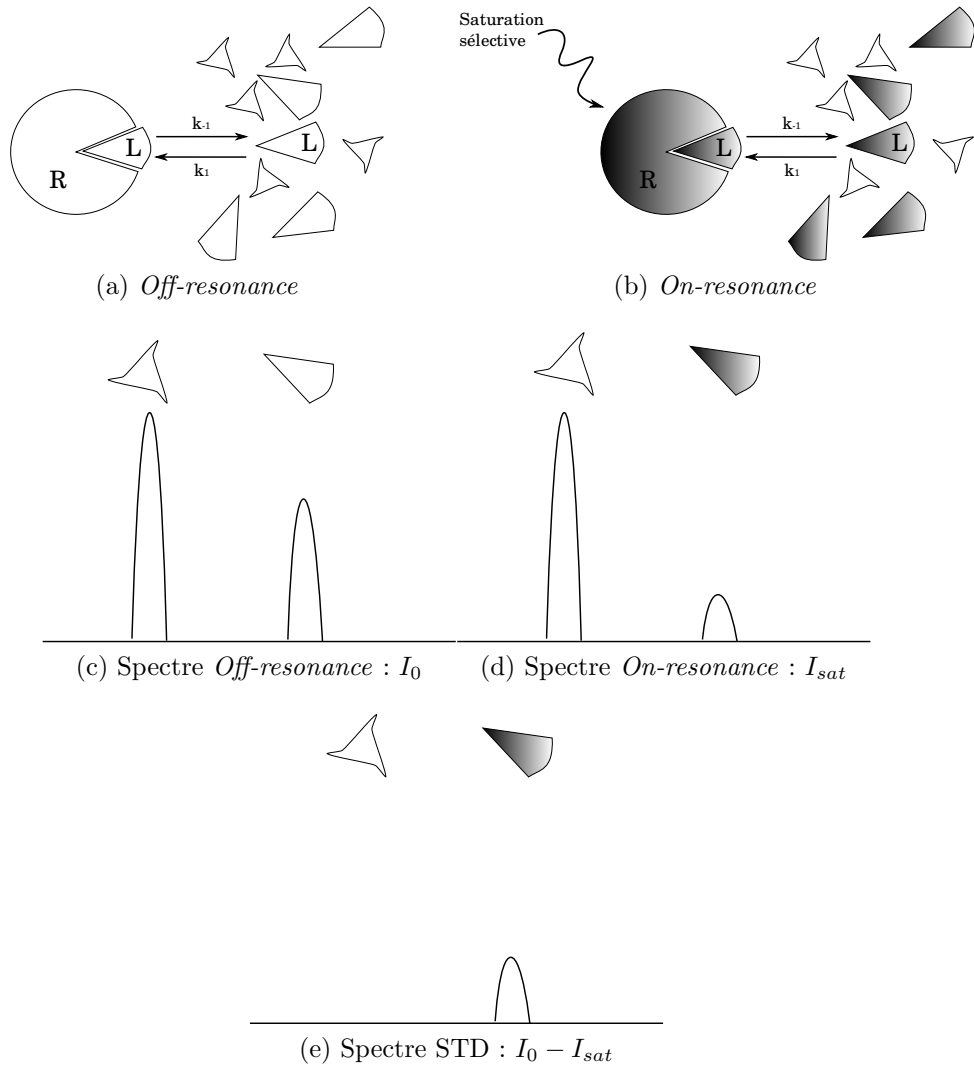 Saturation
sélective
k-1
L
L
k1
R
k-1
L
L
k1
R
(a) Off-resonance
(b) On-resonance
(c) Spectre Off-resonance : I0
(d) Spectre On-resonance : Isat
(e) Spectre STD : I0 − Isat